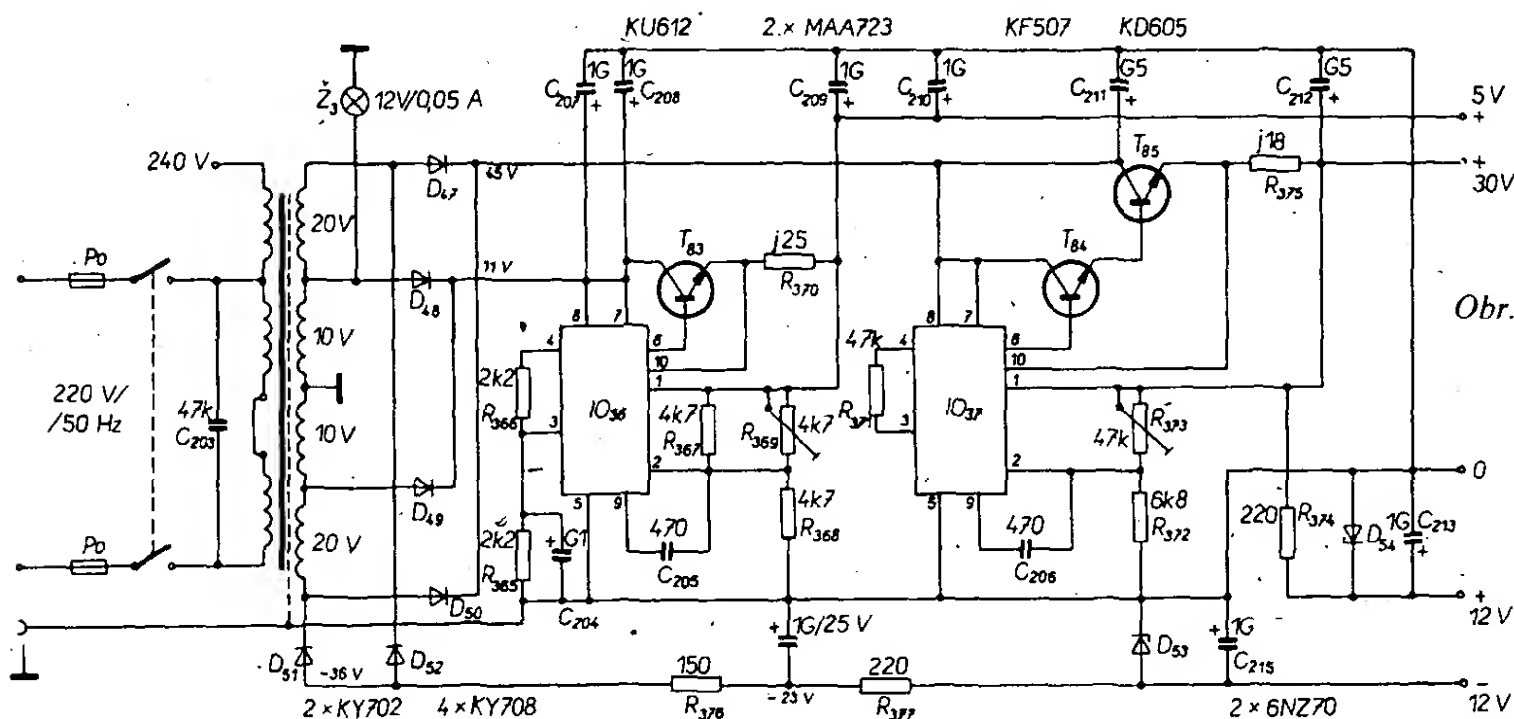 KU612 2.× MAA723 KF507 KD605
Ž3 12V/0,05 A
1G C207 +
1G C208 +
1G C209 +
1G C210 +
G5 C211 +
G5 C212 +
5 V
+
240 V
D47
45 V
T85
j18
R375
+
30V
20V
T83
j25
R370
T84
Po
D48
11 V
Obr.
8 7
8 7
4
6
10
1
47k
4
6
10
1
10 V
2k2
R366
IO36
4k7
R367
R369
4k7
R371
IO37
R373
47k
220 V/
/50 Hz
47k
C203
10 V
3
2
3
2
0
D49
5 9
4k7
R368
5 9
6k8
R372
220
R374
D54
1G
C213
+
20 V
Po
2k2
R365
+ G1
C204
470
C205
470
C206
D50
+
12 V
+ 1G/25 V
D53
+ 1G
C215
D51
-36 V
D52
150
R376
- 23 V
220
R377
-
12 V
2 × KY702 4 × KY708 2 × 6NZ70